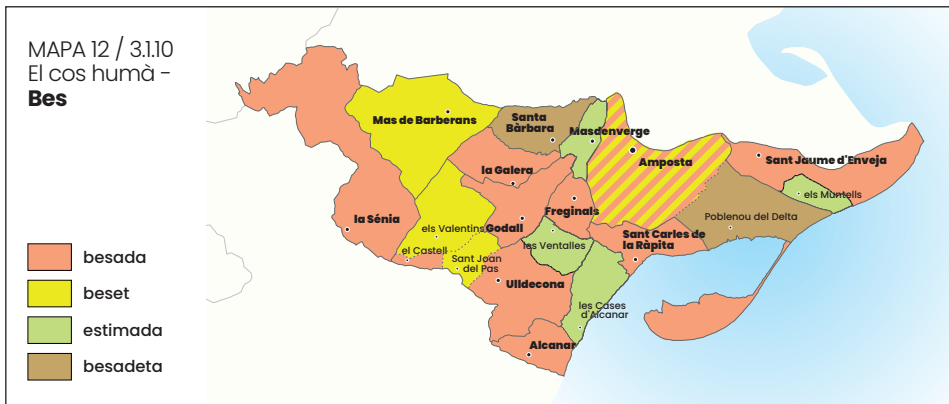 MAPA 12 / 3.1.10
El cos humà -
Bes
besada
beset
estimada
besadeta
Mas de Barberans
Santa
Bàrbara
Masdenverge
Amposta
Sant Jaume d'Enveja
la Galera
els Muntells
la Sénia
Freginals
Poblenou del Delta
els Valentins
Godall
Sant Carles de
la Ràpita
el Castell
les Ventalles
Sant Joan
del Pas
Ulldecona
les Cases
d'Alcanar
Alcanar